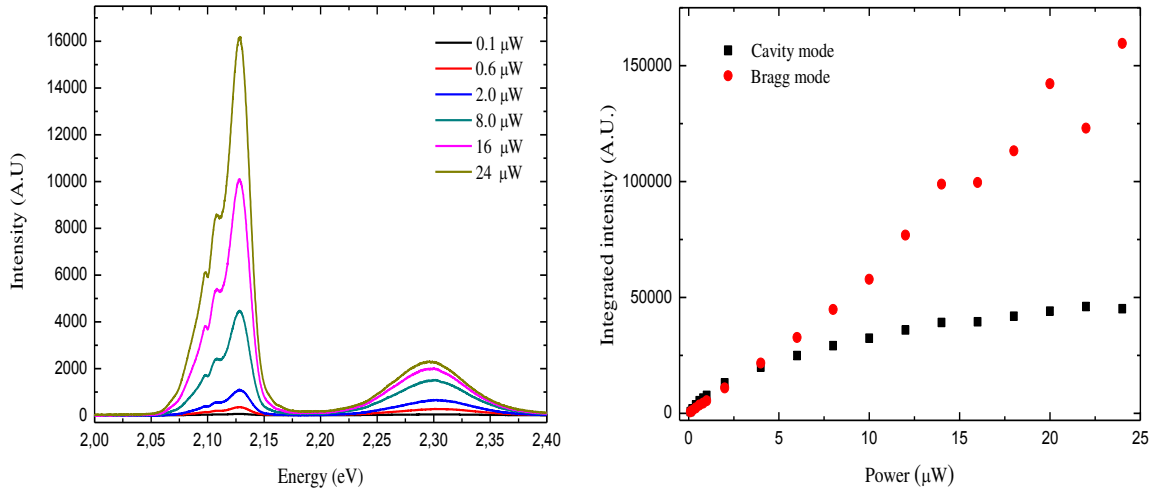 16000
14000
12000
10000
8000
6000
4000
2000
0
Intensity (A.U)
0.1 µW
0.6 µW
2.0 µW
8.0 µW
16 µW
24 µW
2,00 2,05 2,10 2,15 2,20 2,25 2,30 2,35 2,40
Energy (eV)
150000
100000
50000
0
Integrated intensity (A.U.)
Cavity mode
Bragg mode
0 5 10 15 20 25
Power (µW)